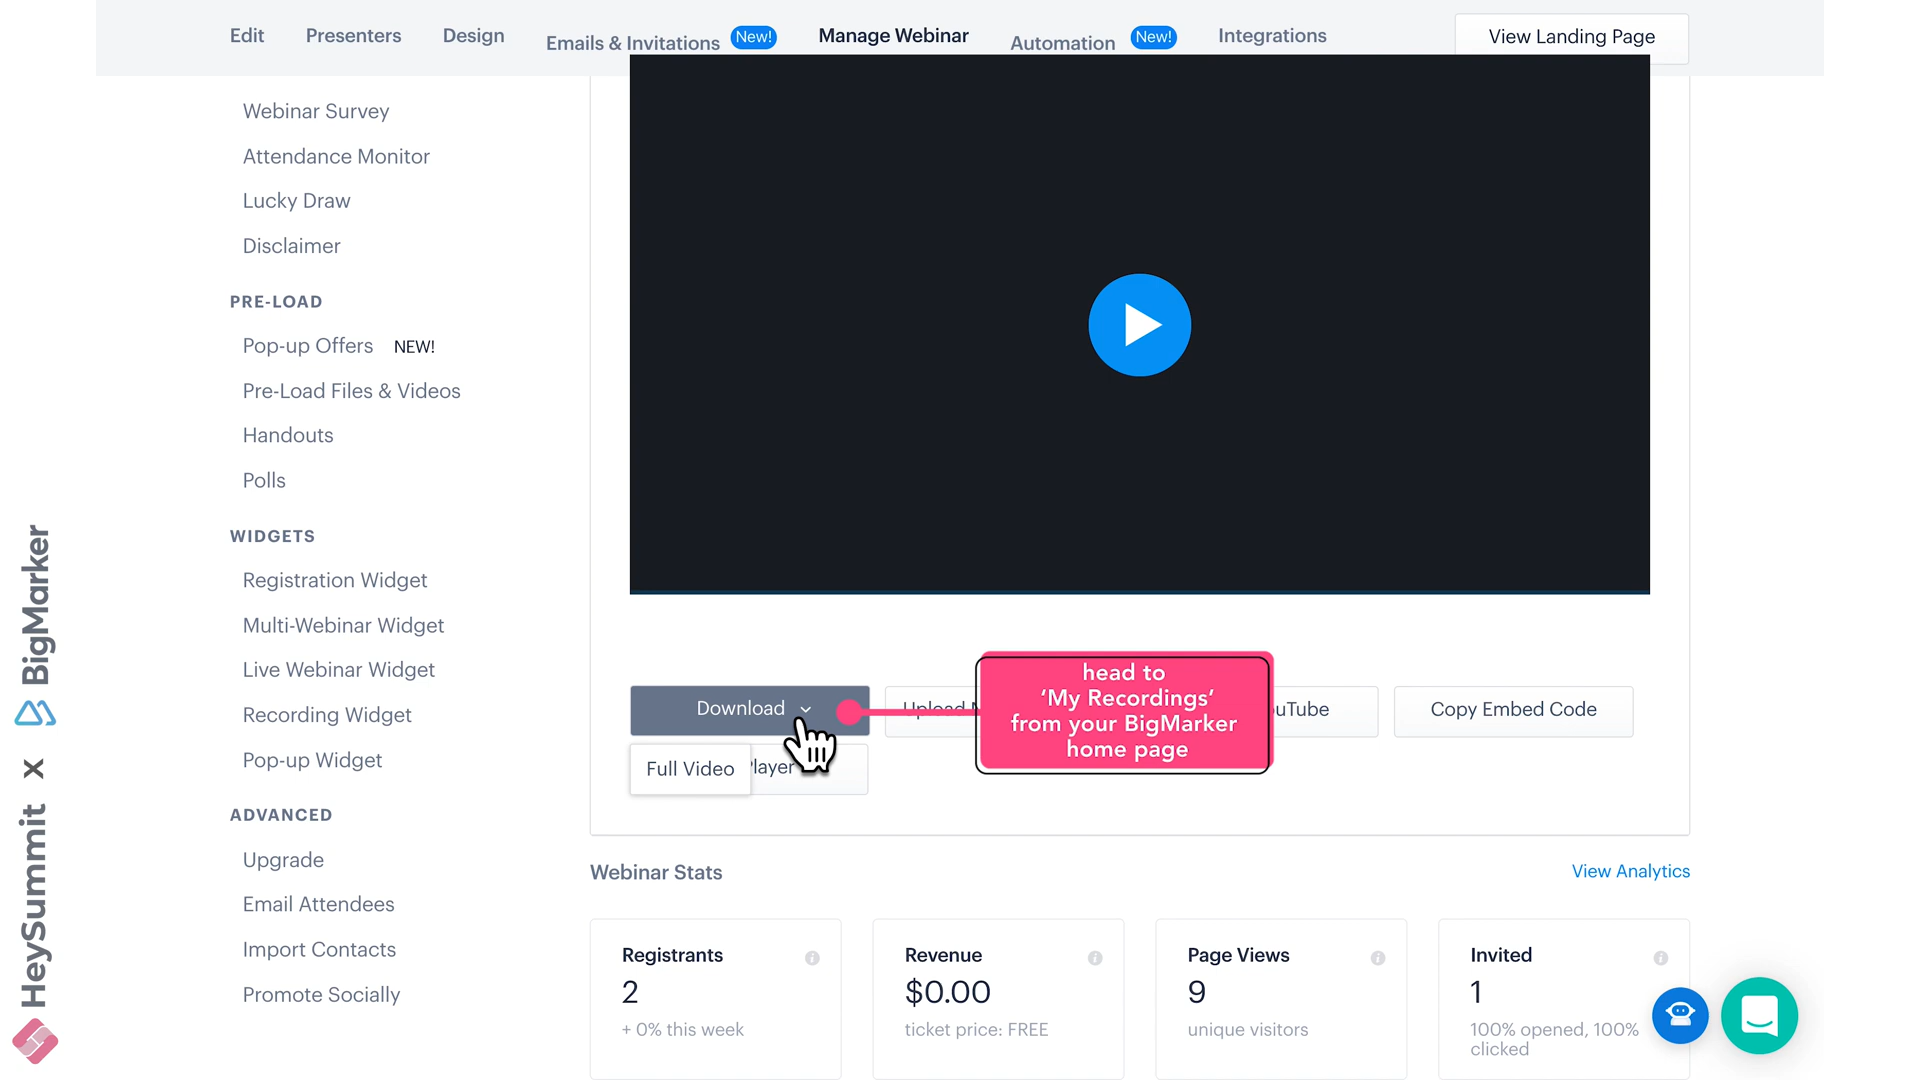 Edit
Presenters
Design
Emails & Invitations
New!
Manage Webinar
Automation
New!
Integrations
View Landing Page
Webinar Survey
Attendance Monitor
Lucky Draw
Disclaimer
PRE-LOAD
Pop-up Offers NEW!
Pre-Load Files & Videos
Handouts
Polls
WIDGETS
Registration Widget
Multi-Webinar Widget
Live Webinar Widget
Recording Widget
Pop-up Widget
ADVANCED
Upgrade
Email Attendees
Import Contacts
Promote Socially
HeySummit X BigMarker
Download
Upload
head to
‘My Recordings‘
from your BigMarker
home page
uTube
Copy Embed Code
Full Video
layer
Webinar Stats
View Analytics
Registrants
2
+ 0% this week
Revenue
$0.00
ticket price: FREE
Page Views
9
unique visitors
Invited
1
100% opened, 100%
clicked